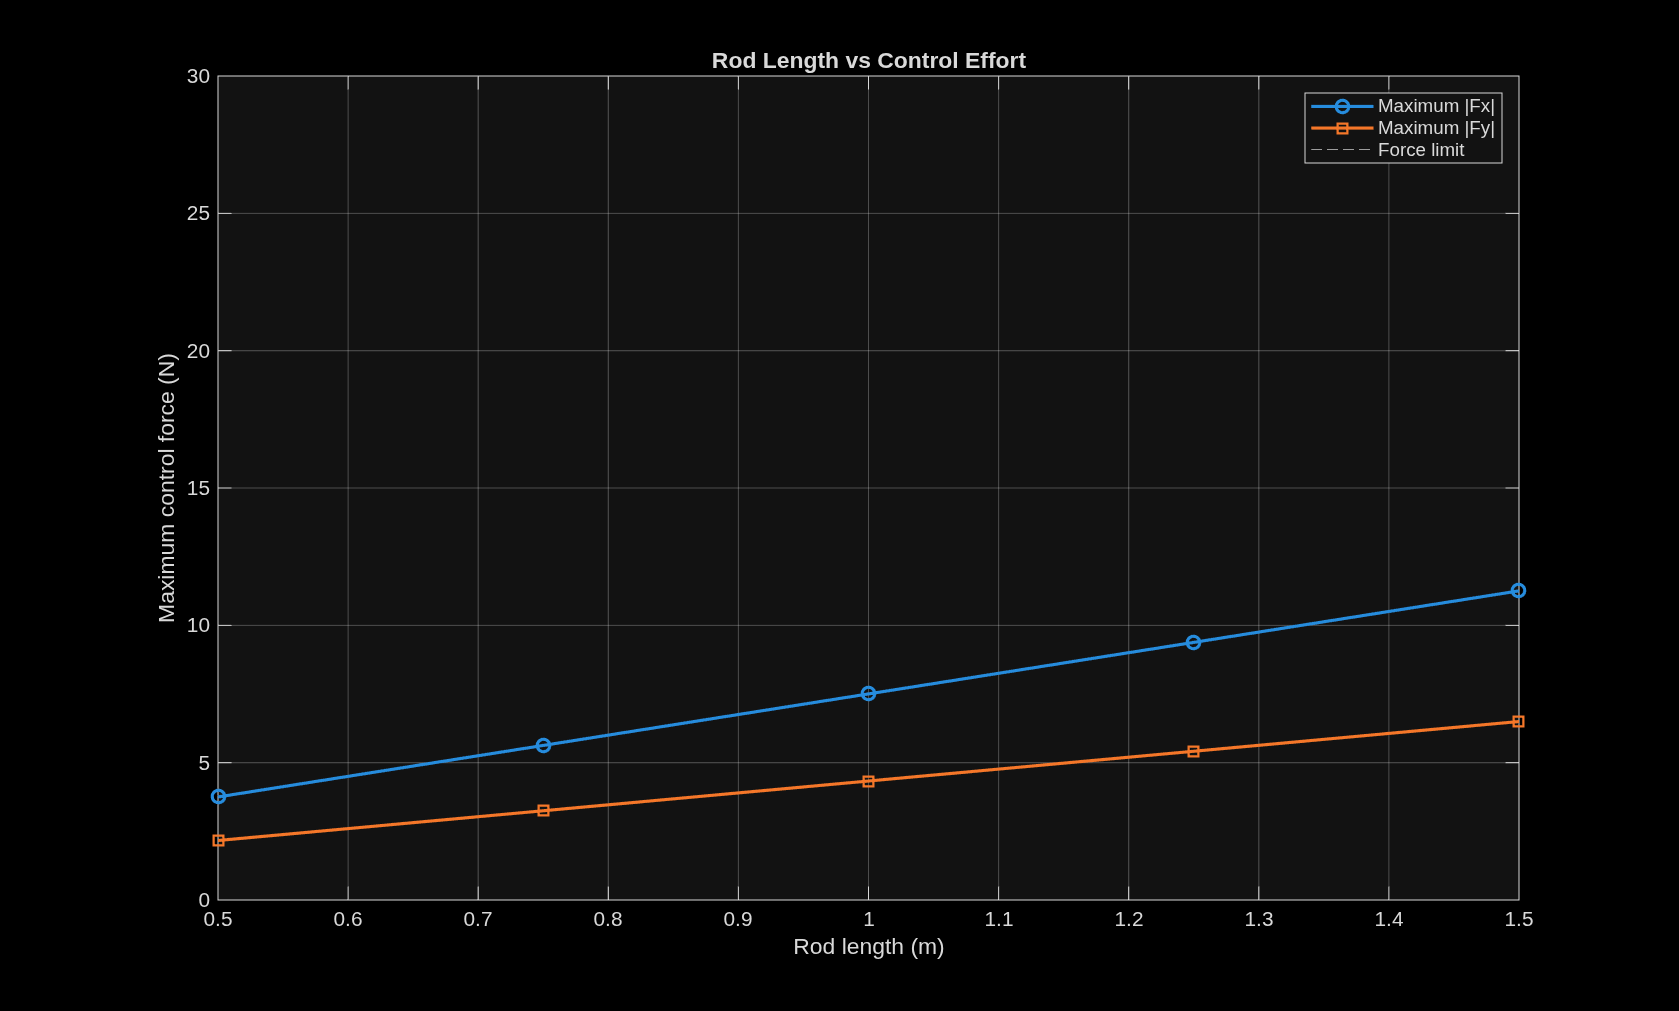 Rod Length vs Control Effort
30
25
20
15
10
5
0
Maximum control force (N)
Maximum |Fx|
Maximum |Fy|
Force limit
0.5 0.6 0.7 0.8 0.9 1 1.1 1.2 1.3 1.4 1.5
Rod length (m)